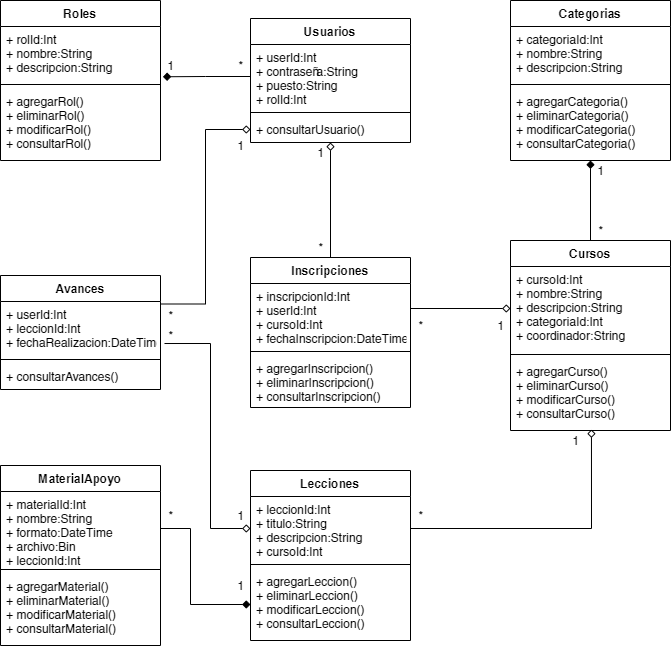 Roles
+ rolId:Int
+ nombre:String
+ descripcion:String
+ agregarRol()
+ eliminarRol()
+ modificarRol()
+ consultarRol()
1
*
Usuarios
+ userId:Int
+ contraseña:String
+ puesto:String
+ rolId:Int
+ consultarUsuario()
1
1
Categorias
+ categoriaId:Int
+ nombre:String
+ descripcion:String
+ agregarCategoria()
+ eliminarCategoria()
+ modificarCategoria()
+ consultarCategoria()
1
*
*
Avances
+ userId:Int
+ leccionId:Int
+ fechaRealizacion:DateTim
+ consultarAvances()
*
*
Inscripciones
+ inscripcionId:Int
+ userId:Int
+ cursoId:Int
+ fechaInscripcion:DateTime
+ agregarInscripcion()
+ eliminarInscripcion()
+ consultarInscripcion()
*
1
Cursos
+ cursoId:Int
+ nombre:String
+ descripcion:String
+ categoriaId:Int
+ coordinador:String
+ agregarCurso()
+ eliminarCurso()
+ modificarCurso()
+ consultarCurso()
1
MaterialApoyo
+ materialId:Int
+ nombre:String
+ formato:DateTime
+ archivo:Bin
+ leccionId:Int
+ agregarMaterial()
+ eliminarMaterial()
+ modificarMaterial()
+ consultarMaterial()
*
1
1
Lecciones
+ leccionId:Int
+ titulo:String
+ descripcion:String
+ cursoId:Int
+ agregarLeccion()
+ eliminarLeccion()
+ modificarLeccion()
+ consultarLeccion()
*